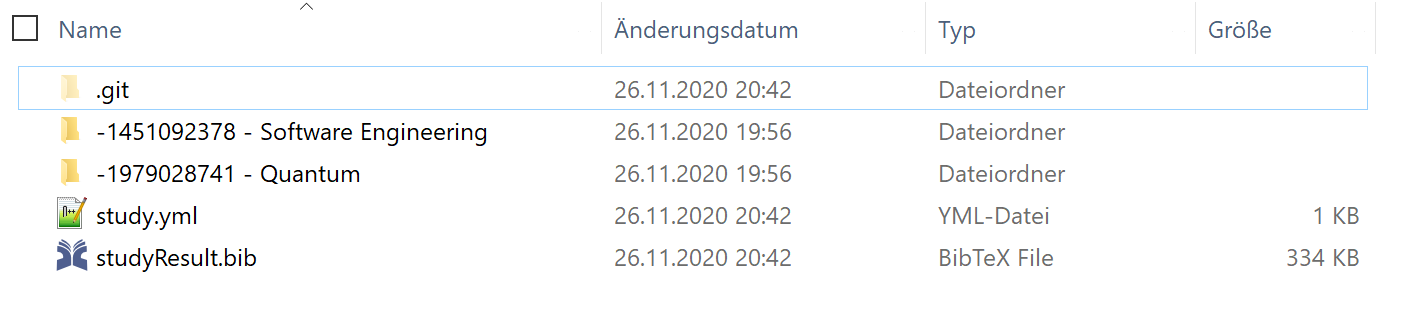 Name Änderungsdatum Typ Größe
.git 26.11.2020 20:42 Dateiordner
-1451092378 - Software Engineering 26.11.2020 19:56 Dateiordner
-1979028741 - Quantum 26.11.2020 19:56 Dateiordner
study.yml 26.11.2020 20:42 YML-Datei 1 KB
studyResult.bib 26.11.2020 20:42 BibTeX File 334 KB